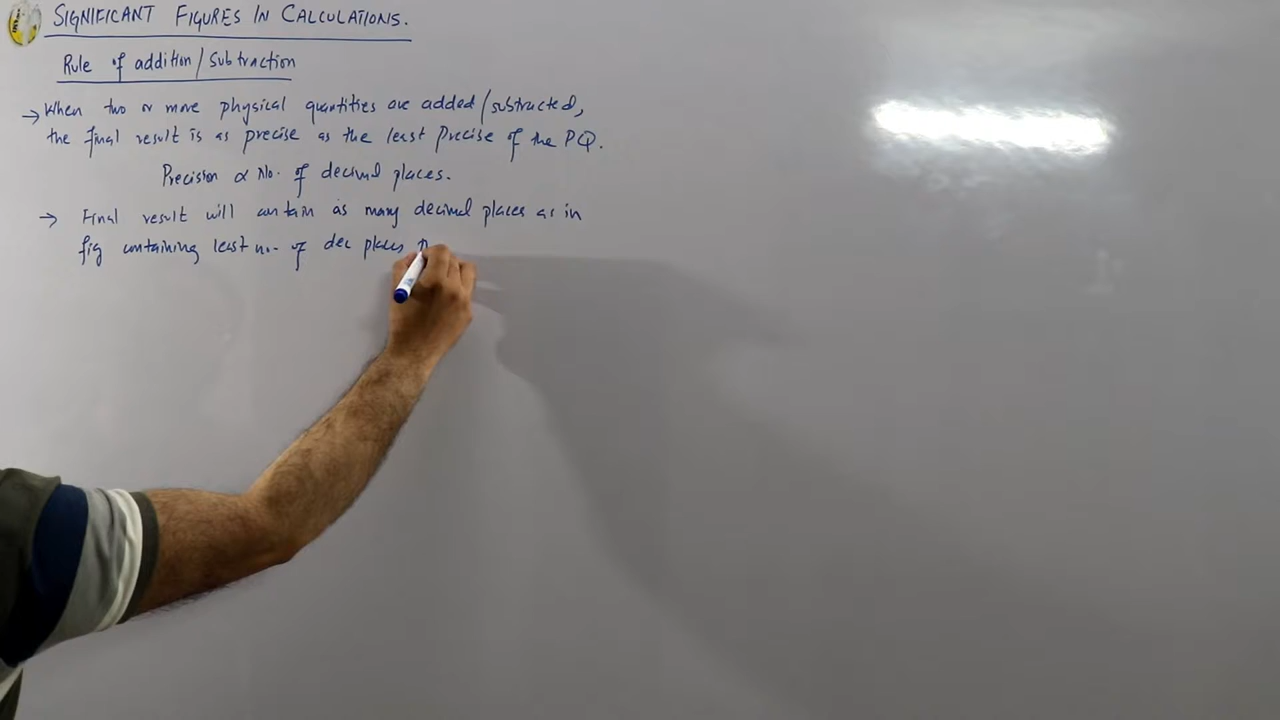 SIGNIFICANT FIGURES IN CALCULATIONS.
Rule of addition/Subtraction
→ When two or more physical quantities are added/subtracted,
the final result is as precise as the least precise of the PQ.
Precision ∝ No. of decimal places.
→ Final result will contain as many decimal places as in
fig containing least no. of dec places